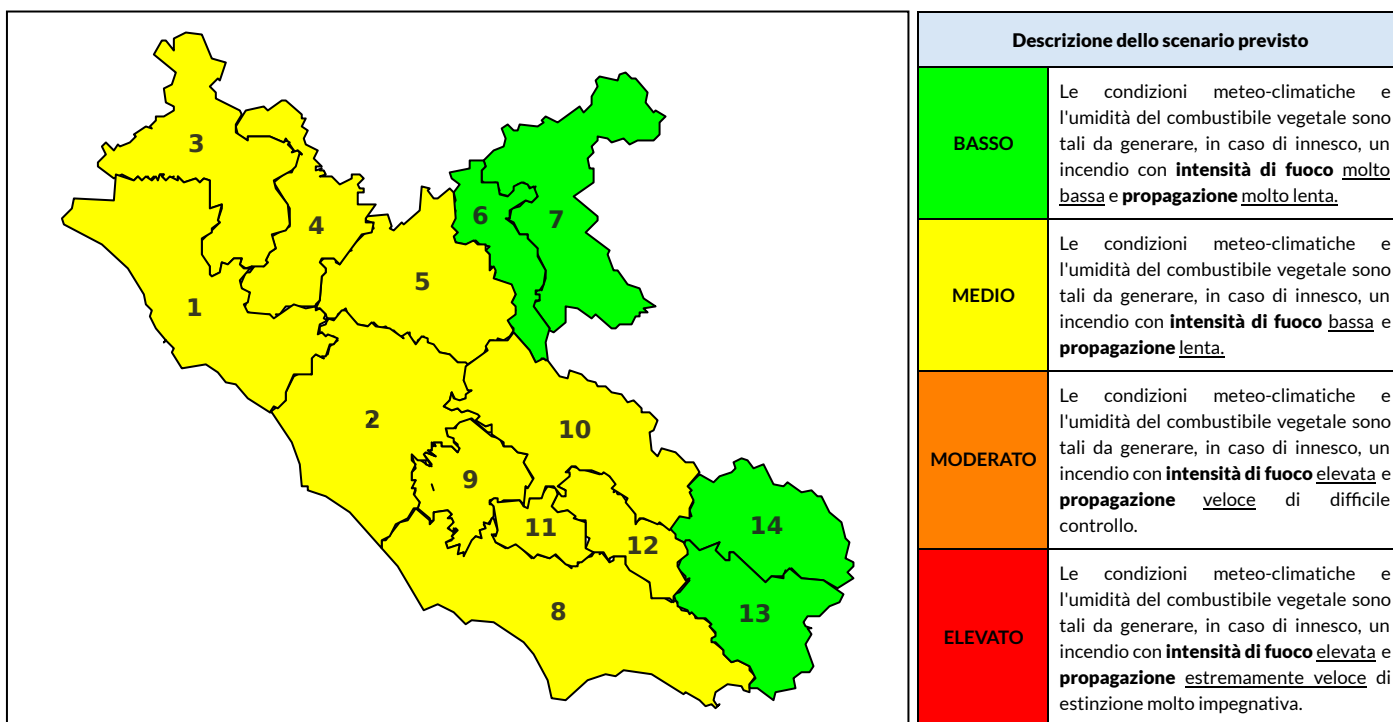 3
4
6
7
5
1
2
10
9
14
11
12
8
13
Descrizione dello scenario previsto
BASSO
Le condizioni meteo-climatiche e
l'umidità del combustibile vegetale sono
tali da generare, in caso di innesco, un
incendio con intensità di fuoco molto
bassa e propagazione molto lenta.
MEDIO
Le condizioni meteo-climatiche e
l'umidità del combustibile vegetale sono
tali da generare, in caso di innesco, un
incendio con intensità di fuoco bassa e
propagazione lenta.
MODERATO
Le condizioni meteo-climatiche e
l'umidità del combustibile vegetale sono
tali da generare, in caso di innesco, un
incendio con intensità di fuoco elevata e
propagazione veloce di difficile
controllo.
ELEVATO
Le condizioni meteo-climatiche e
l'umidità del combustibile vegetale sono
tali da generare, in caso di innesco, un
incendio con intensità di fuoco elevata e
propagazione estremamente veloce di
estinzione molto impegnativa.